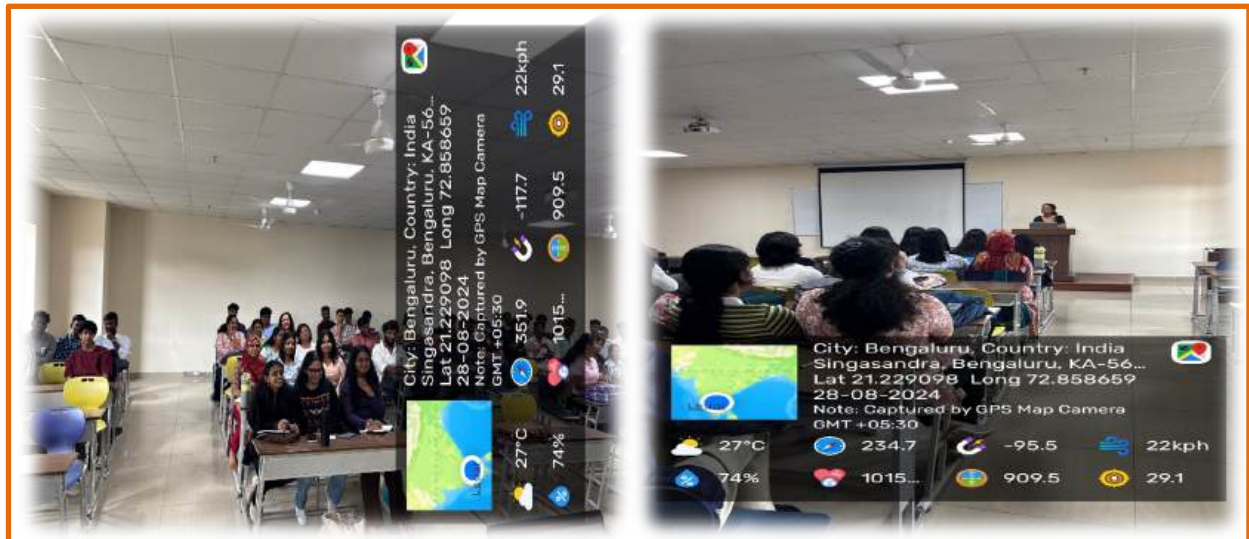 City: Bengaluru, Country: India
Singasandra, Bengaluru, KA-56...
Lat 21.229098 Long 72.858659
28-08-2024
Note: Captured by GPS Map Camera
GMT +05:30
27°C 351.9 -117.7 22kph
74% 1015... 909.5 29.1
City: Bengaluru, Country: India
Singasandra, Bengaluru, KA-56...
Lat 21.229098 Long 72.858659
28-08-2024
Note: Captured by GPS Map Camera
GMT +05:30
27°C 234.7 -95.5 22kph
74% 1015... 909.5 29.1